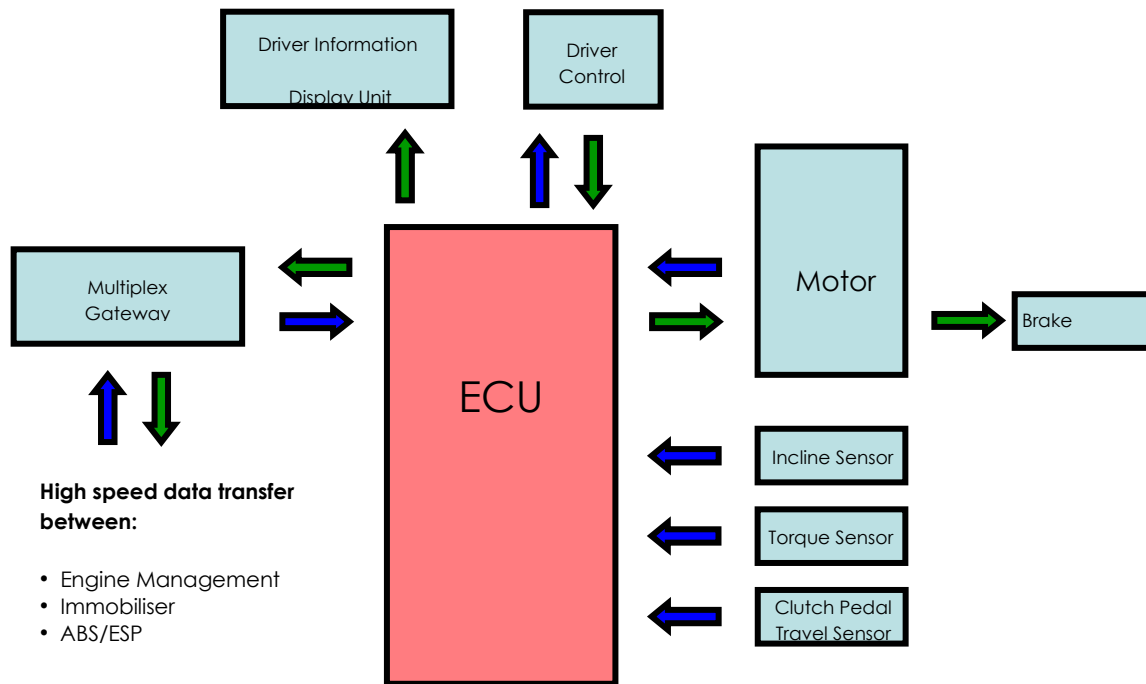 Driver Information
Display Unit
Driver
Control
Multiplex
Gateway
Motor
Brake
ECU
Incline Sensor
High speed data transfer
between:
Torque Sensor
• Engine Management
• Immobiliser
• ABS/ESP
Clutch Pedal
Travel Sensor